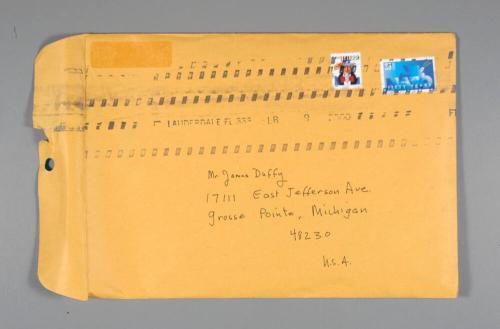 LAUDERDALE FL 333
Mr. James Duffy
17111 East Jefferson Ave.
Grosse Pointe, Michigan
48230
U.S.A.